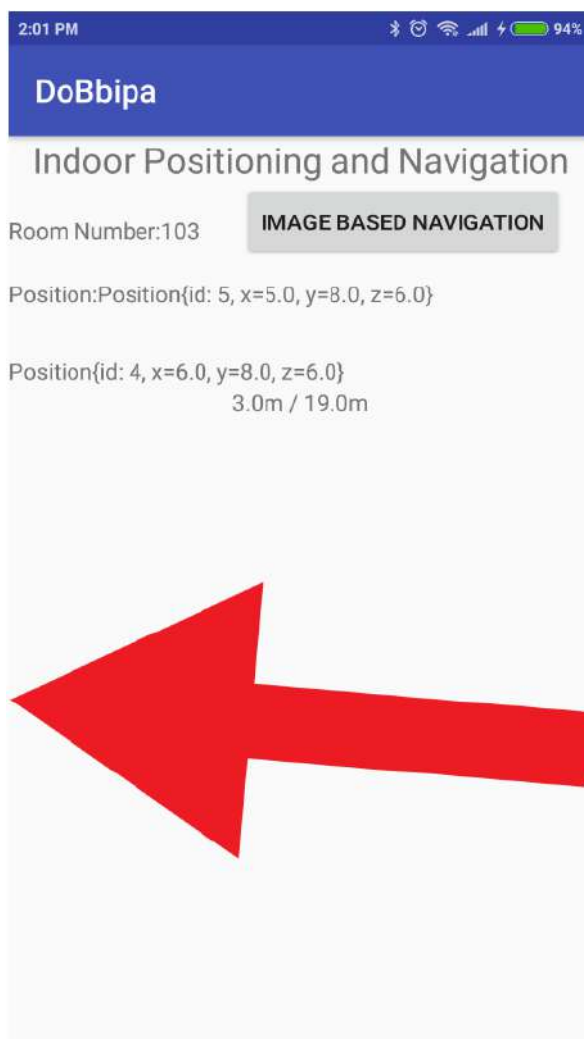 2:01 PM 94%
DoBbipa
Indoor Positioning and Navigation
Room Number:103 IMAGE BASED NAVIGATION
Position:Position{id: 5, x=5.0, y=8.0, z=6.0}
Position{id: 4, x=6.0, y=8.0, z=6.0}
3.0m / 19.0m